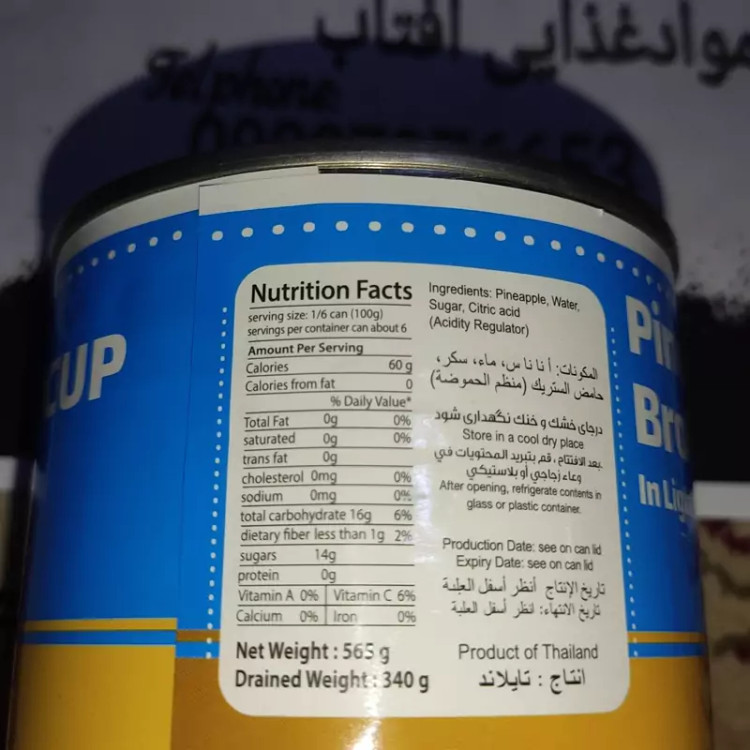 موادغذایی آفتاب
Telphone
CUP
Nutrition Facts
serving size: 1/6 can (100g)
servings per container can about 6
Amount Per Serving
Calories 60 g
Calories from fat 0
% Daily Value*
Total Fat 0g 0%
saturated 0g 0%
trans fat 0g
cholesterol 0mg 0%
sodium 0mg 0%
total carbohydrate 16g 6%
dietary fiber less than 1g 2%
sugars 14g
protein 0g
Vitamin A 0% Vitamin C 6%
Calcium 0% Iron 0%
Net Weight : 565 g
Drained Weight : 340 g
Ingredients: Pineapple, Water,
Sugar, Citric acid
(Acidity Regulator)
المكونات: أ نا نا س، ماء، سكر،
حامض الستريك (منظم الحموضة)
درجای خشك و خنك نگهداری شود
Store in a cool dry place
بعد الافتتاح ، قم بتبريد المحتويات في
وعاء زجاجي أو بلاستيكي
After opening, refrigerate contents in
glass or plastic container.
Production Date: see on can lid
Expiry Date: see on can lid
تاريخ الإنتاج أنظر أسفل العلبة
تاريخ الانتهاء: انظر أسفل العلبة
Product of Thailand
انتاج : تايلاند
In